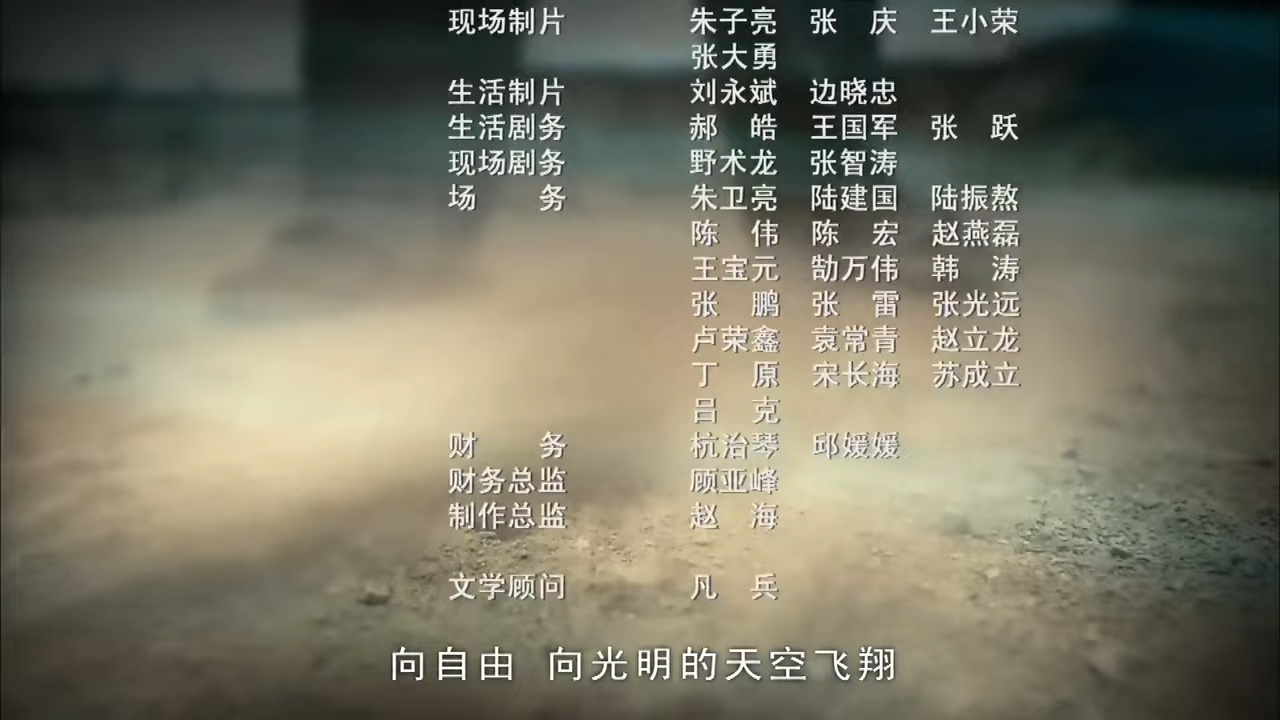 现场制片 朱子亮 张 庆 王小荣
张大勇
生活制片 刘永斌 边晓忠
生活剧务 郝 皓 王国军 张 跃
现场剧务 野术龙 张智涛
场 务 朱卫亮 陆建国 陆振熬
陈 伟 陈 宏 赵燕磊
王宝元 勏万伟 韩 涛
张 鹏 张 雷 张光远
卢荣鑫 袁常青 赵立龙
丁 原 宋长海 苏成立
吕 克
财 务 杭治琴 邱媛媛
财务总监 顾亚峰
制作总监 赵 海
文学顾问 凡 兵
向自由 向光明的天空飞翔